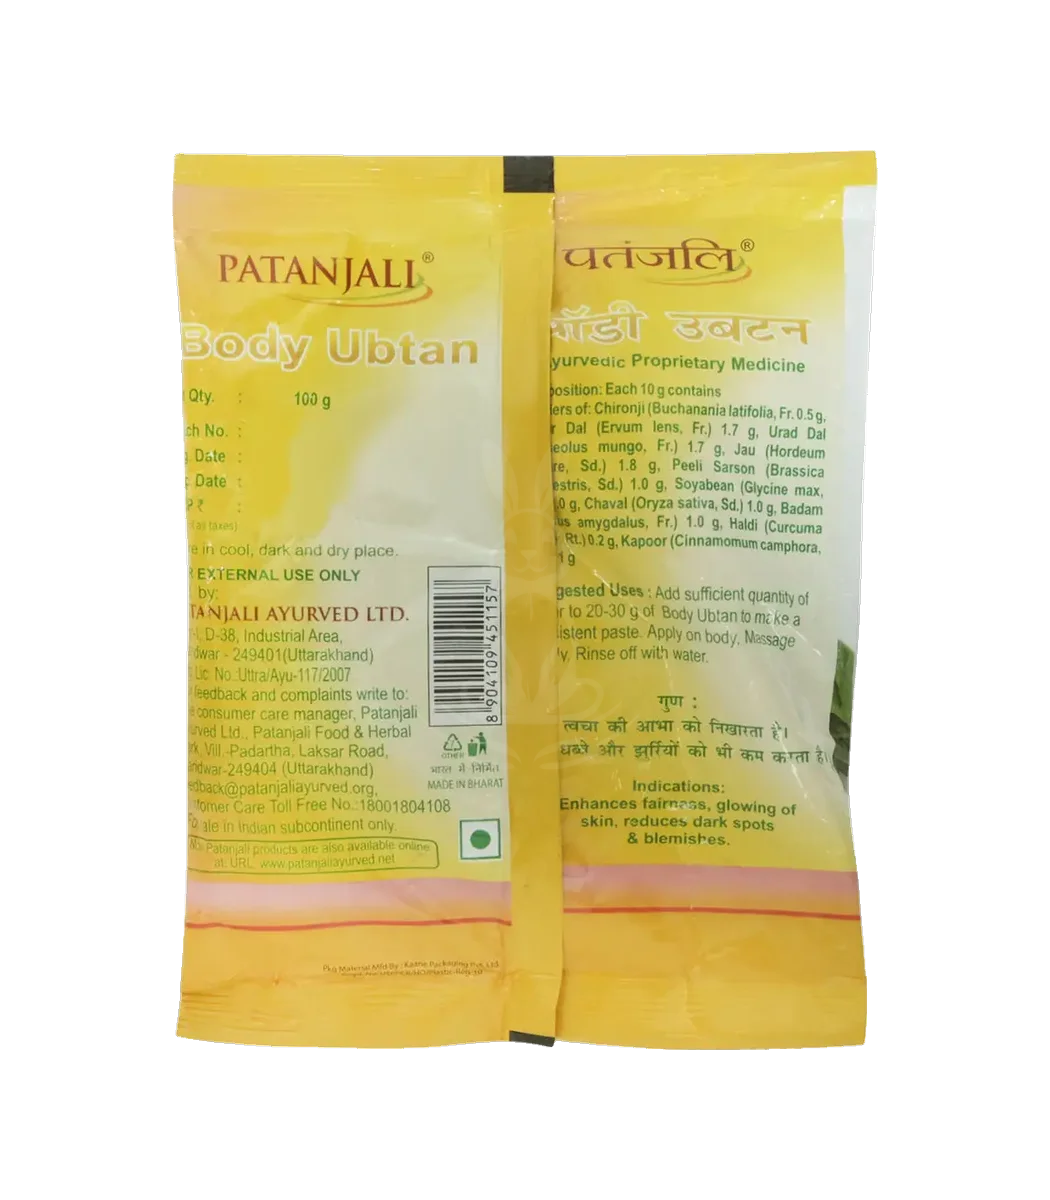 PATANJALI®
Body Ubtan
Qty. : 100 g
ch No. :
Date :
Date :
P ₹ :
taxes)
e in cool, dark and dry place.
EXTERNAL USE ONLY
by:
TANJALI AYURVED LTD.
D-38, Industrial Area,
dwar - 249401(Uttarakhand)
Lic No.:Uttra/Ayu-117/2007
feedback and complaints write to:
consumer care manager, Patanjali
urved Ltd., Patanjali Food & Herbal
rk, Vill.-Padartha, Laksar Road,
ndwar-249404 (Uttarakhand)
edback@patanjaliayurved.org,
tomer Care Toll Free No.:18001804108
ale in Indian subcontinent only.
Patanjali products are also available online
at: URL, www.patanjaliayurved.net
8 904109 451157
OTHER
भारत में निर्मित
MADE IN BHARAT
Pkg Material Mfd By :
पतंजलि®
बॉडी उबटन
yurvedic Proprietary Medicine
position: Each 10 g contains
ers of: Chironji (Buchanania latifolia, Fr. 0.5 g,
r Dal (Ervum lens, Fr.) 1.7 g, Urad Dal
eolus mungo, Fr.) 1.7 g, Jau (Hordeum
re, Sd.) 1.8 g, Peeli Sarson (Brassica
estris, Sd.) 1.0 g, Soyabean (Glycine max,
.0 g, Chaval (Oryza sativa, Sd.) 1.0 g, Badam
us amygdalus, Fr.) 1.0 g, Haldi (Curcuma
Rt.) 0.2 g, Kapoor (Cinnamomum camphora,
1 g
gested Uses : Add sufficient quantity of
r to 20-30 g of Body Ubtan to make a
istent paste. Apply on body, Massage
y. Rinse off with water.
गुण :
त्वचा की आभा को निखारता है।
धब्बे और झुर्रियों को भी कम करता है।
Indications:
Enhances fairness, glowing of
skin, reduces dark spots
& blemishes.